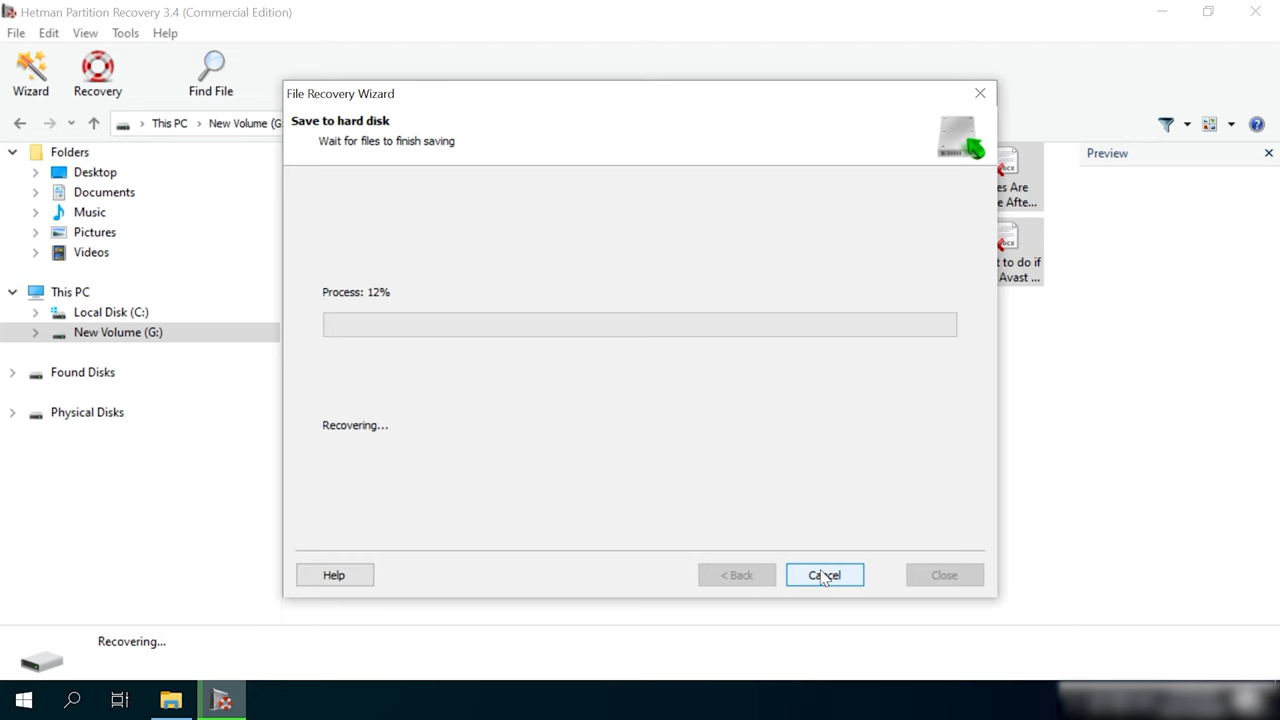 Hetman Partition Recovery 3.4 (Commercial Edition)
File Edit View Tools Help
Wizard Recovery Find File
This PC › New Volume (G
Folders
Desktop
Documents
Music
Pictures
Videos
This PC
Local Disk (C:)
New Volume (G:)
Found Disks
Physical Disks
File Recovery Wizard
Save to hard disk
Wait for files to finish saving
Process: 12%
Recovering...
Help < Back Cancel Close
es Are
e Afte...
DCX
t to do if
Avast ...
Preview
Recovering...